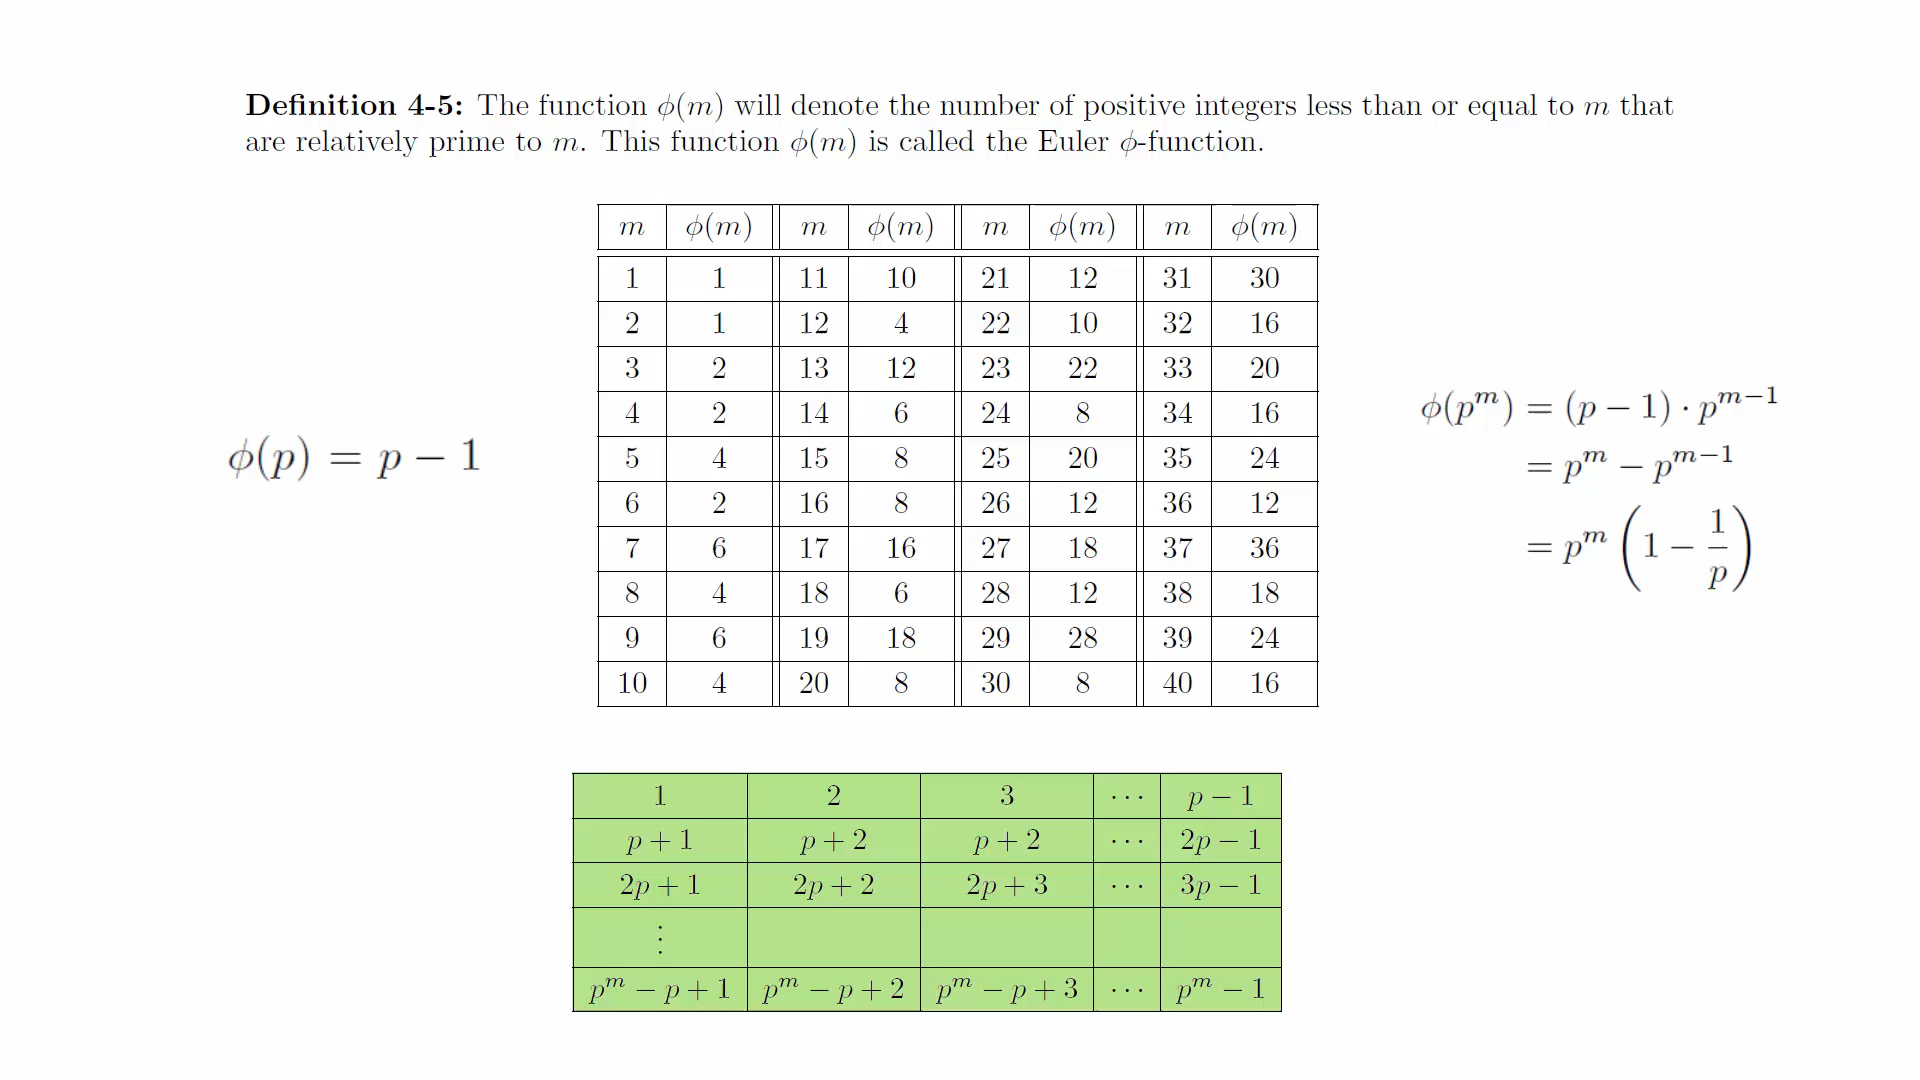 Definition 4-5: The function ϕ(m) will denote the number of positive integers less than or equal to m that
are relatively prime to m. This function ϕ(m) is called the Euler ϕ-function.
ϕ(p) = p − 1
m ϕ(m) m ϕ(m) m ϕ(m) m ϕ(m)
1 1 11 10 21 12 31 30
2 1 12 4 22 10 32 16
3 2 13 12 23 22 33 20
4 2 14 6 24 8 34 16
5 4 15 8 25 20 35 24
6 2 16 8 26 12 36 12
7 6 17 16 27 18 37 36
8 4 18 6 28 12 38 18
9 6 19 18 29 28 39 24
10 4 20 8 30 8 40 16
ϕ(p^m) = (p − 1) · p^{m−1}
= p^m − p^{m−1}
= p^m (1 − 1/p)
1 2 3 ··· p − 1
p + 1 p + 2 p + 2 ··· 2p − 1
2p + 1 2p + 2 2p + 3 ··· 3p − 1
⋮
p^m − p + 1 p^m − p + 2 p^m − p + 3 ··· p^m − 1